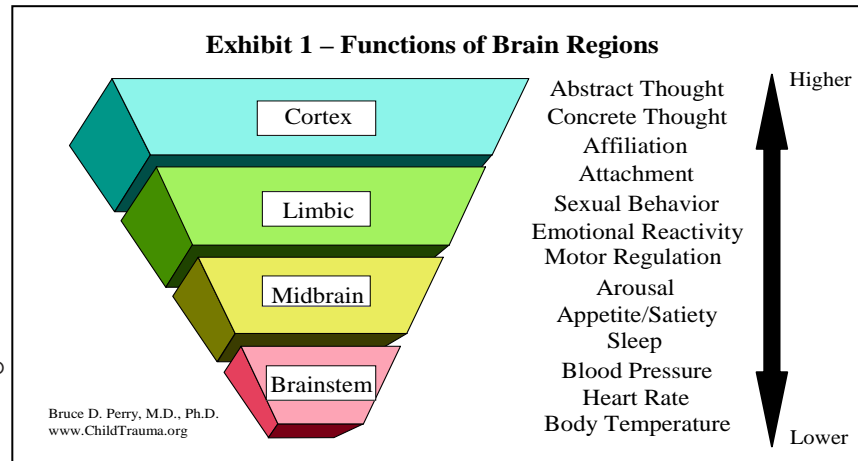 Exhibit 1 – Functions of Brain Regions
Cortex
Limbic
Midbrain
Brainstem
Abstract Thought
Concrete Thought
Affiliation
Attachment
Sexual Behavior
Emotional Reactivity
Motor Regulation
Arousal
Appetite/Satiety
Sleep
Blood Pressure
Heart Rate
Body Temperature
Higher
Lower
Bruce D. Perry, M.D., Ph.D.
www.ChildTrauma.org